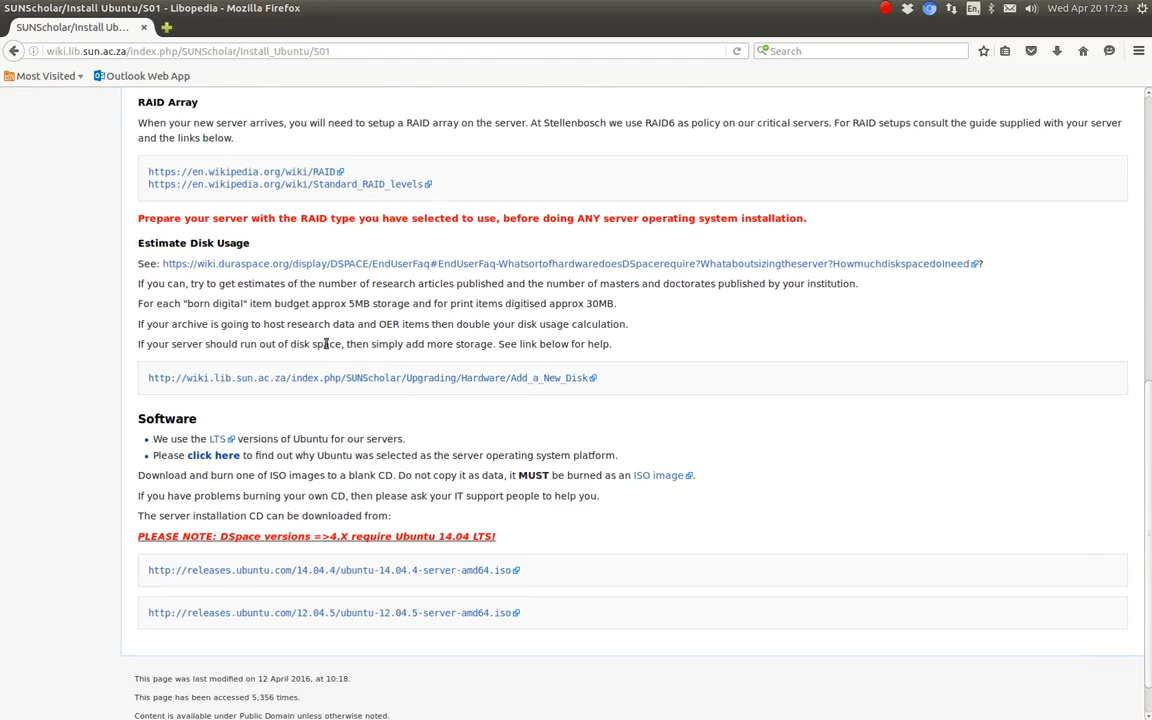 SUNScholar/Install Ubuntu/S01 - Libopedia - Mozilla Firefox
En
Wed Apr 20 17:23
SUNScholar/Install Ub...
wiki.lib.sun.ac.za/index.php/SUNScholar/Install_Ubuntu/S01
Search
Most Visited
Outlook Web App
RAID Array
When your new server arrives, you will need to setup a RAID array on the server. At Stellenbosch we use RAID6 as policy on our critical servers. For RAID setups consult the guide supplied with your server
and the links below.
https://en.wikipedia.org/wiki/RAID
https://en.wikipedia.org/wiki/Standard_RAID_levels
Prepare your server with the RAID type you have selected to use, before doing ANY server operating system installation.
Estimate Disk Usage
See: https://wiki.duraspace.org/display/DSPACE/EndUserFaq#EndUserFaq-WhatsortofhardwaredoesDSpacerequire?Whataboutsizingtheserver?HowmuchdiskspacedoIneed?
If you can, try to get estimates of the number of research articles published and the number of masters and doctorates published by your institution.
For each "born digital" item budget approx 5MB storage and for print items digitised approx 30MB.
If your archive is going to host research data and OER items then double your disk usage calculation.
If your server should run out of disk space, then simply add more storage. See link below for help.
http://wiki.lib.sun.ac.za/index.php/SUNScholar/Upgrading/Hardware/Add_a_New_Disk
Software
• We use the LTS versions of Ubuntu for our servers.
• Please click here to find out why Ubuntu was selected as the server operating system platform.
Download and burn one of ISO images to a blank CD. Do not copy it as data, it MUST be burned as an ISO image.
If you have problems burning your own CD, then please ask your IT support people to help you.
The server installation CD can be downloaded from:
PLEASE NOTE: DSpace versions =>4.X require Ubuntu 14.04 LTS!
http://releases.ubuntu.com/14.04.4/ubuntu-14.04.4-server-amd64.iso
http://releases.ubuntu.com/12.04.5/ubuntu-12.04.5-server-amd64.iso
This page was last modified on 12 April 2016, at 10:18.
This page has been accessed 5,356 times.
Content is available under Public Domain unless otherwise noted.